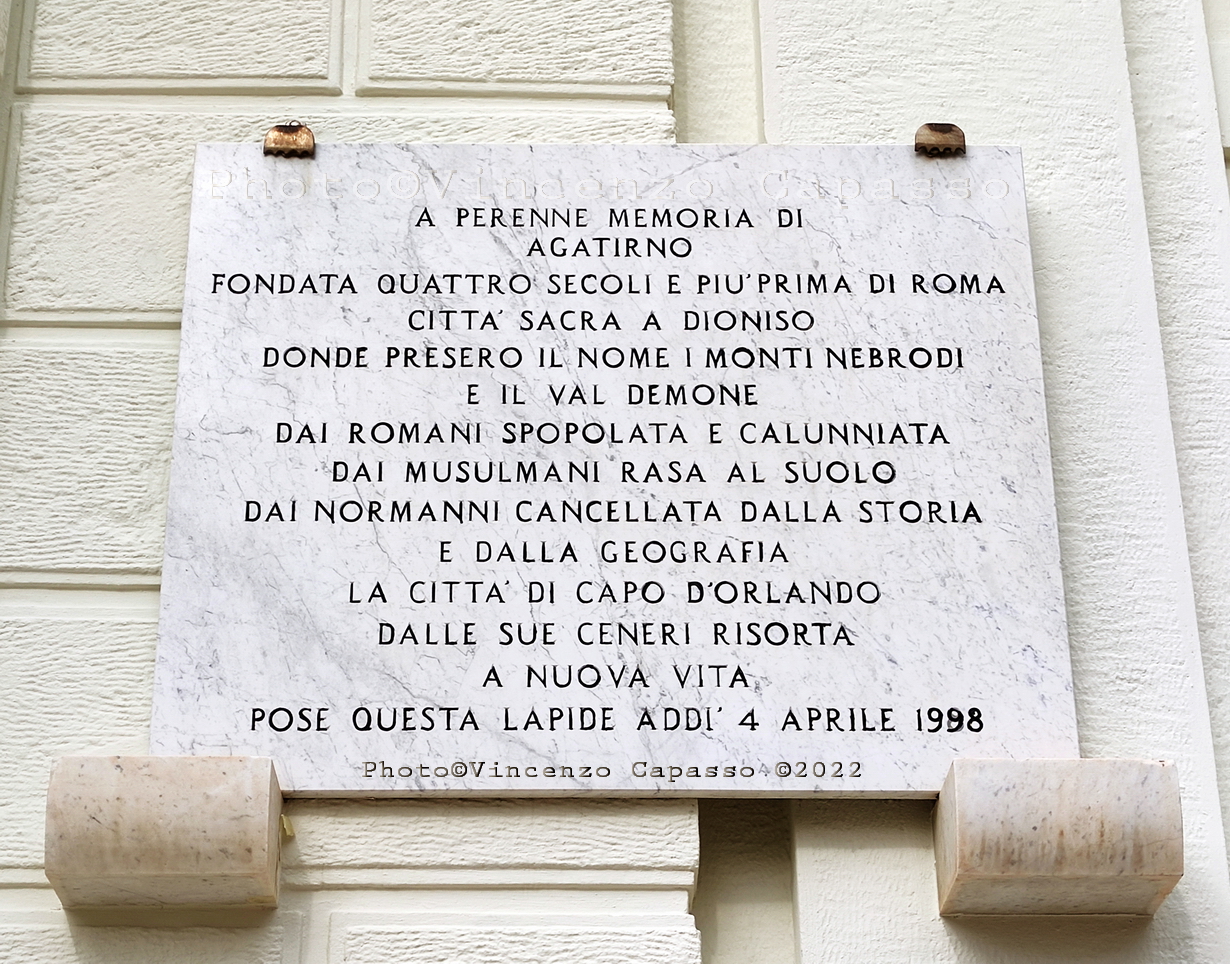 Photo©Vincenzo Capasso
A PERENNE MEMORIA DI
AGATIRNO
FONDATA QUATTRO SECOLI E PIU' PRIMA DI ROMA
CITTA' SACRA A DIONISO
DONDE PRESERO IL NOME I MONTI NEBRODI
E IL VAL DEMONE
DAI ROMANI SPOPOLATA E CALUNNIATA
DAI MUSULMANI RASA AL SUOLO
DAI NORMANNI CANCELLATA DALLA STORIA
E DALLA GEOGRAFIA
LA CITTA' DI CAPO D'ORLANDO
DALLE SUE CENERI RISORTA
A NUOVA VITA
POSE QUESTA LAPIDE ADDI' 4 APRILE 1998
Photo©Vincenzo Capasso ©2022